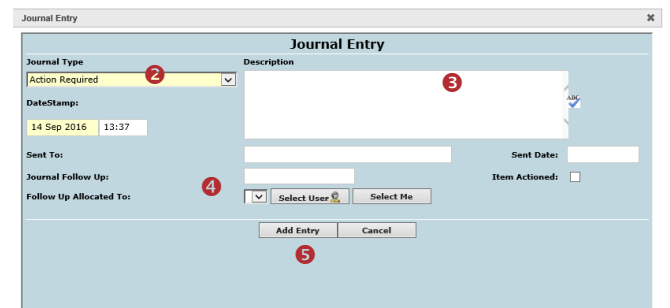 Journal Entry
Journal Entry
Journal Type Description
Action Required 2 3
ABC
DateStamp:
14 Sep 2016 13:37
Sent To: Sent Date:
Journal Follow Up: Item Actioned:
4
Follow Up Allocated To: Select User Select Me
Add Entry Cancel
5